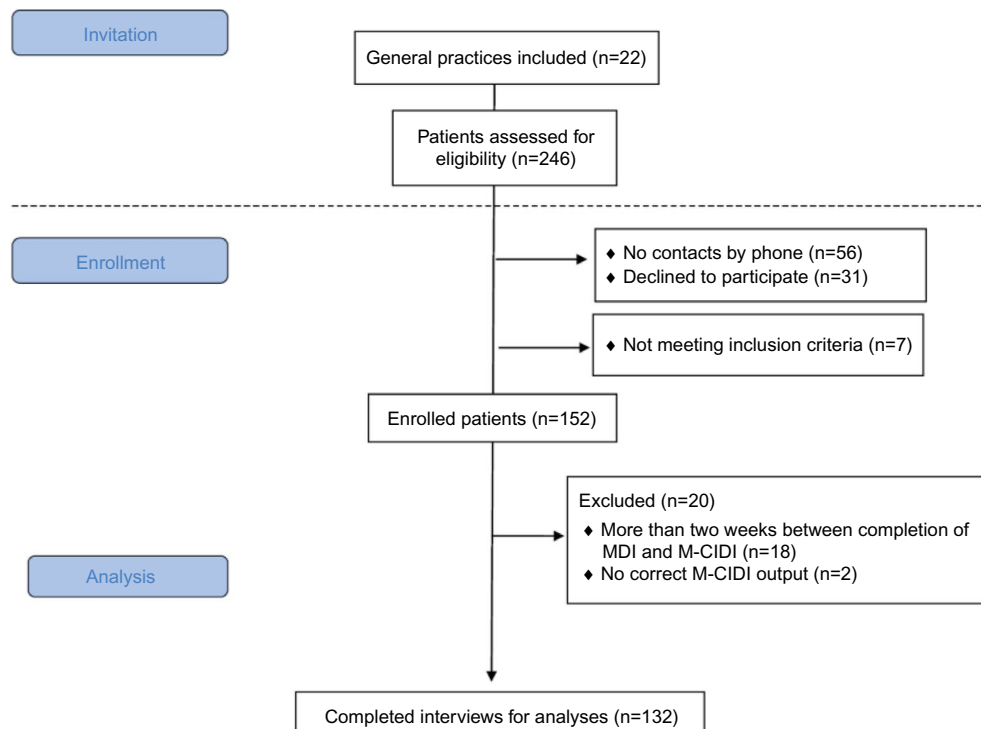 Invitation
General practices included (n=22)
Patients assessed for
eligibility (n=246)
Enrollment
♦ No contacts by phone (n=56)
♦ Declined to participate (n=31)
♦ Not meeting inclusion criteria (n=7)
Enrolled patients (n=152)
Excluded (n=20)
♦ More than two weeks between completion of
MDI and M-CIDI (n=18)
♦ No correct M-CIDI output (n=2)
Analysis
Completed interviews for analyses (n=132)